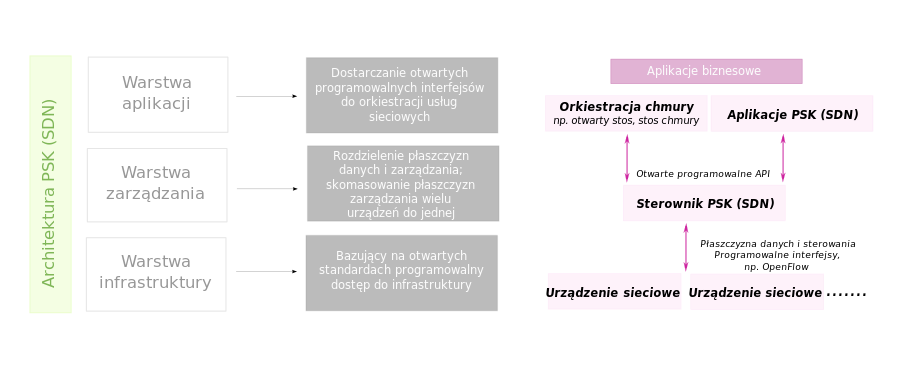 Architektura PSK (SDN)
Warstwa
aplikacji
Dostarczanie otwartych
programowalnych interfejsów
do orkiestracji usług
sieciowych
Warstwa
zarządzania
Rozdzielenie płaszczyzn
danych i zarządzania;
skomasowanie płaszczyzn
zarządzania wielu
urządzeń do jednej
Warstwa
infrastruktury
Bazujący na otwartych
standardach programowalny
dostęp do infrastruktury
Aplikacje biznesowe
Orkiestracja chmury
np. otwarty stos, stos chmury
Aplikacje PSK (SDN)
Otwarte programowalne API
Sterownik PSK (SDN)
Płaszczyzna danych i sterowania
Programowalne interfejsy,
np. OpenFlow
Urządzenie sieciowe
Urządzenie sieciowe .......